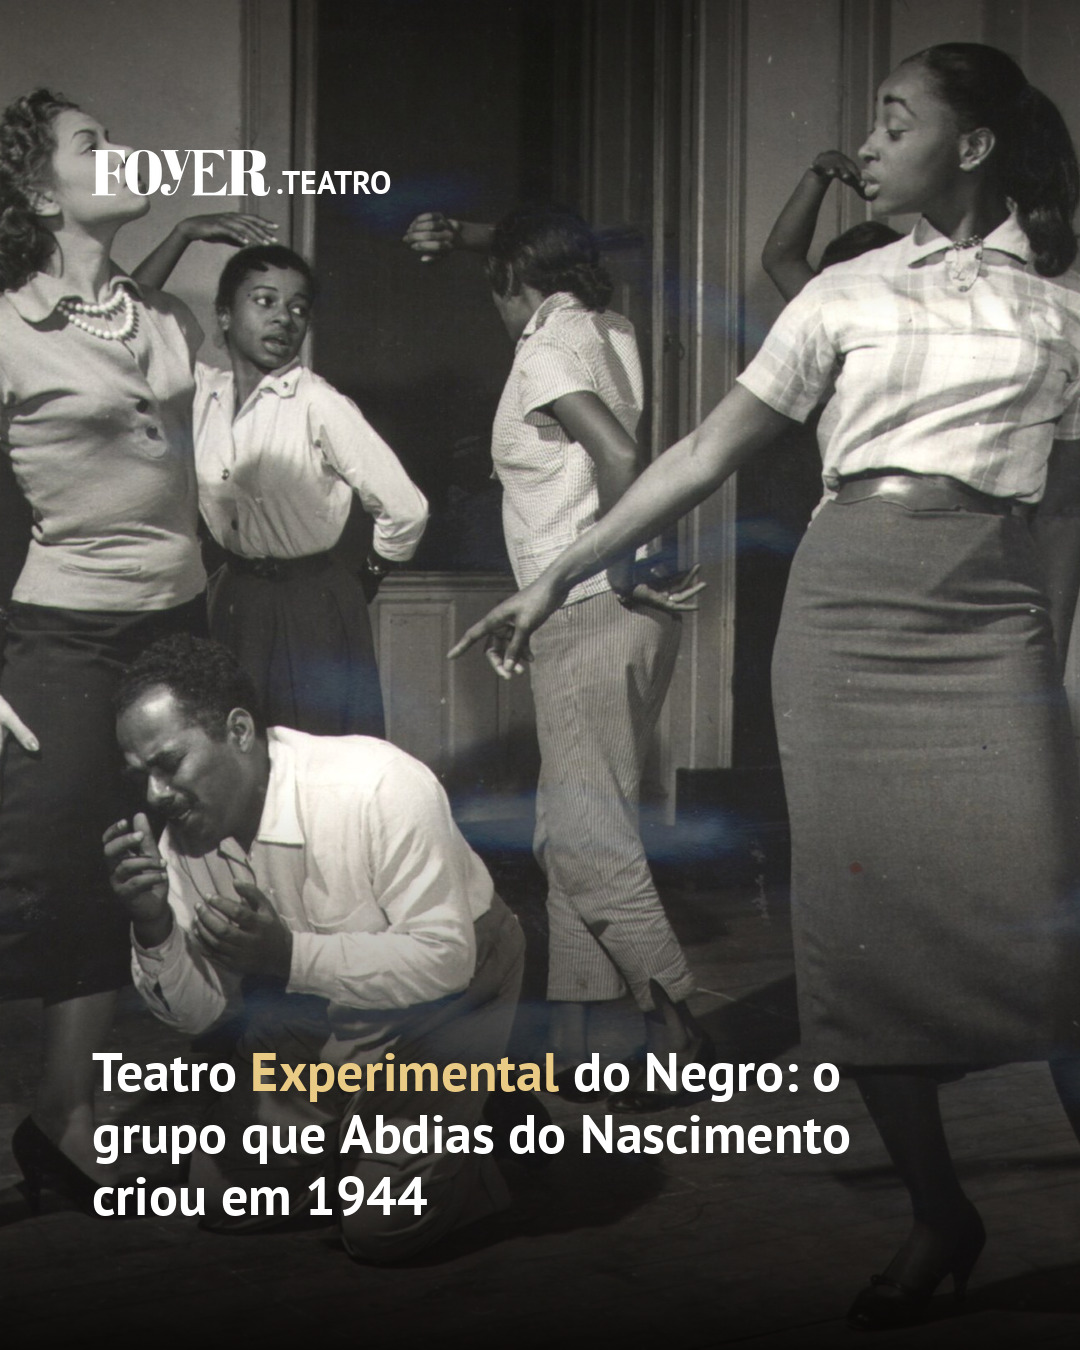 FOYER.TEATRO
Teatro Experimental do Negro: o
grupo que Abdias do Nascimento
criou em 1944